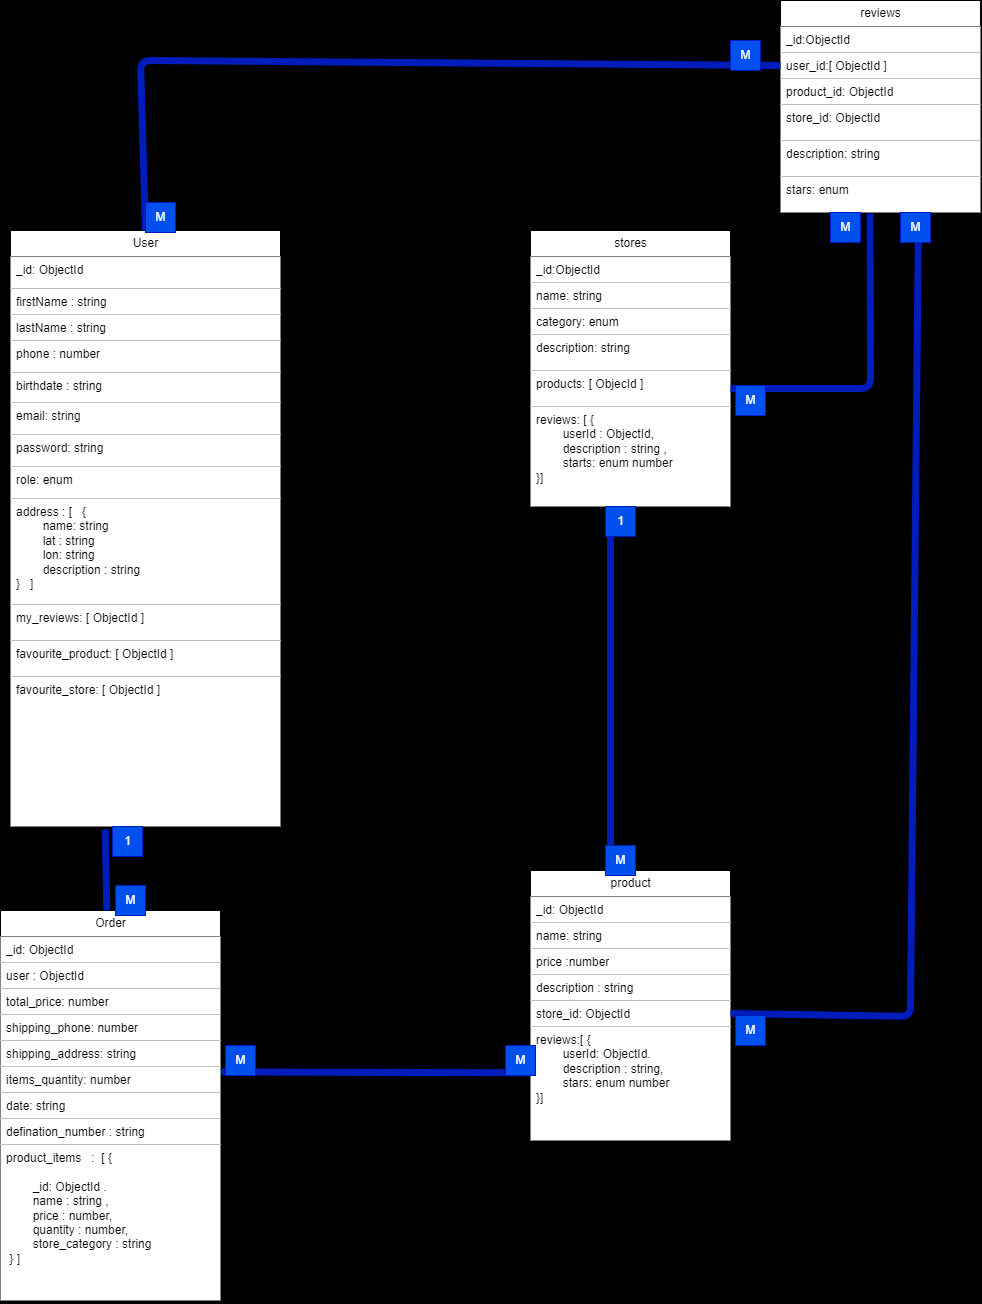 reviews
_id:ObjectId
user_id:[ ObjectId ]
product_id: ObjectId
store_id: ObjectId
description: string
stars: enum
M
M
M
M
User
_id: ObjectId
firstName : string
lastName : string
phone : number
birthdate : string
email: string
password: string
role: enum
address : [ {
name: string
lat : string
lon: string
description : string
} ]
my_reviews: [ ObjectId ]
favourite_product: [ ObjectId ]
favourite_store: [ ObjectId ]
1
stores
_id:ObjectId
name: string
category: enum
description: string
products: [ ObjecId ]
reviews: [ {
userId : ObjectId,
description : string ,
starts: enum number
}]
M
1
M
M
Order
_id: ObjectId
user : ObjectId
total_price: number
shipping_phone: number
shipping_address: string
items_quantity: number
date: string
defination_number : string
product_items : [ {
_id: ObjectId .
name : string ,
price : number,
quantity : number,
store_category : string
} ]
M
M
product
_id: ObjectId
name: string
price :number
description : string
store_id: ObjectId
reviews:[ {
userId: ObjectId.
description : string,
stars: enum number
}]
M